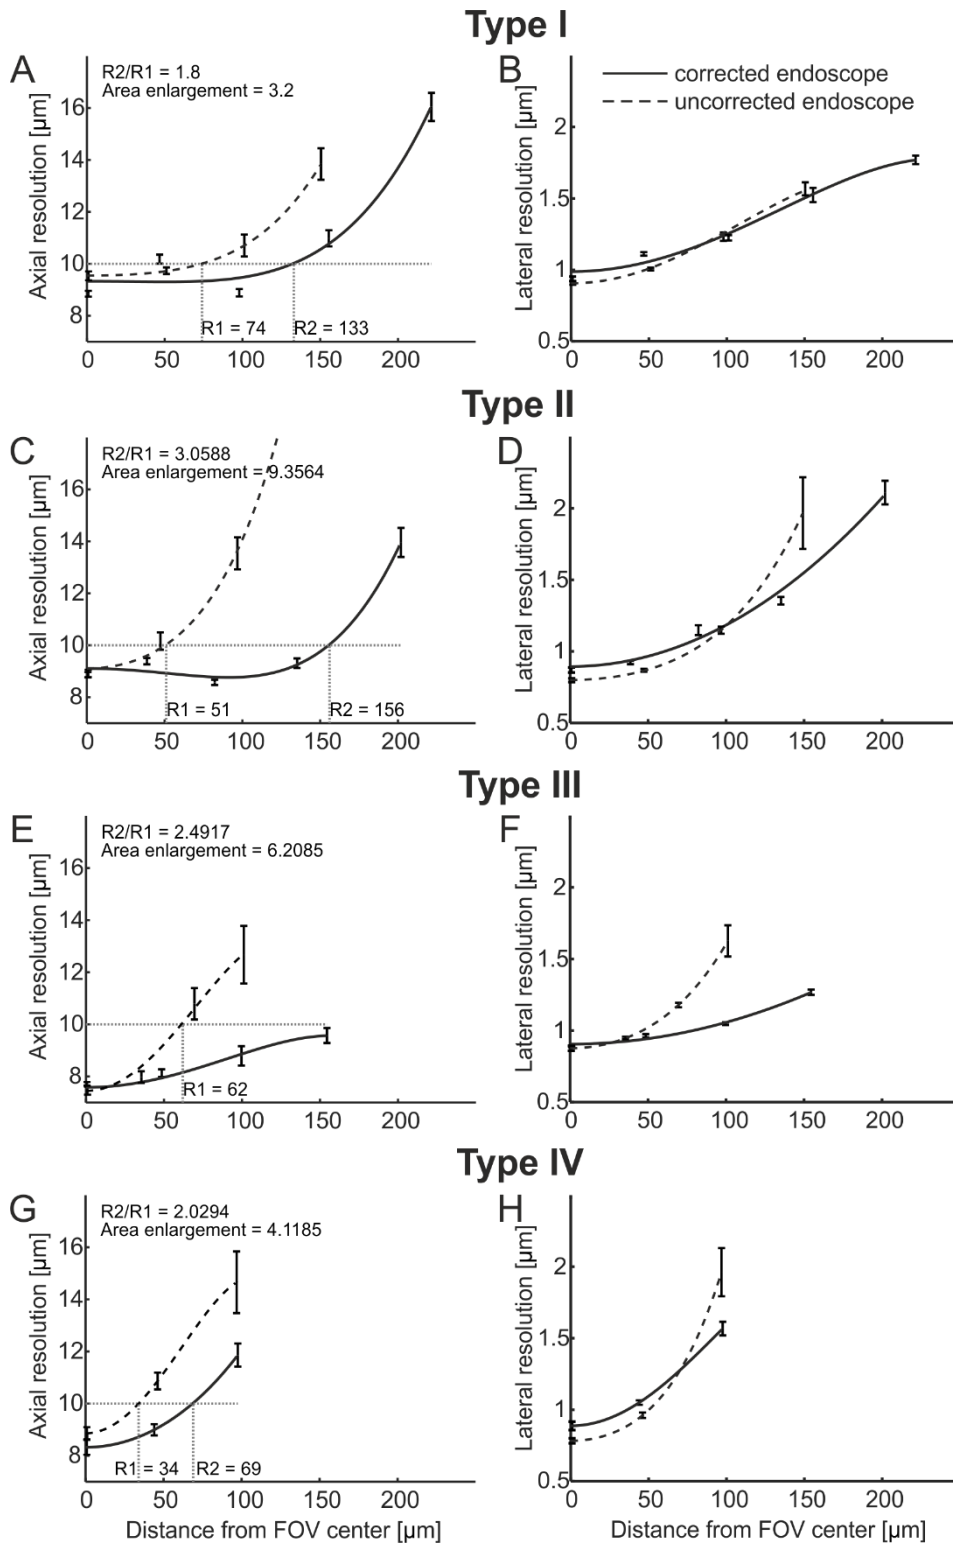 Type I
A
R2/R1 = 1.8
Area enlargement = 3.2
Axial resolution [µm]
16
14
12
10
8
R1 = 74
R2 = 133
0
50
100
150
200
B
corrected endoscope
uncorrected endoscope
Lateral resolution [µm]
2
1.5
1
0.5
0
50
100
150
200
Type II
C
R2/R1 = 3.0588
Area enlargement = 9.3564
Axial resolution [µm]
16
14
12
10
8
R1 = 51
R2 = 156
0
50
100
150
200
D
Lateral resolution [µm]
2
1.5
1
0.5
0
50
100
150
200
Type III
E
R2/R1 = 2.4917
Area enlargement = 6.2085
Axial resolution [µm]
16
14
12
10
8
R1 = 62
0
50
100
150
200
F
Lateral resolution [µm]
2
1.5
1
0.5
0
50
100
150
200
Type IV
G
R2/R1 = 2.0294
Area enlargement = 4.1185
Axial resolution [µm]
16
14
12
10
8
R1 = 34
R2 = 69
0
50
100
150
200
Distance from FOV center [µm]
H
Lateral resolution [µm]
2
1.5
1
0.5
0
50
100
150
200
Distance from FOV center [µm]